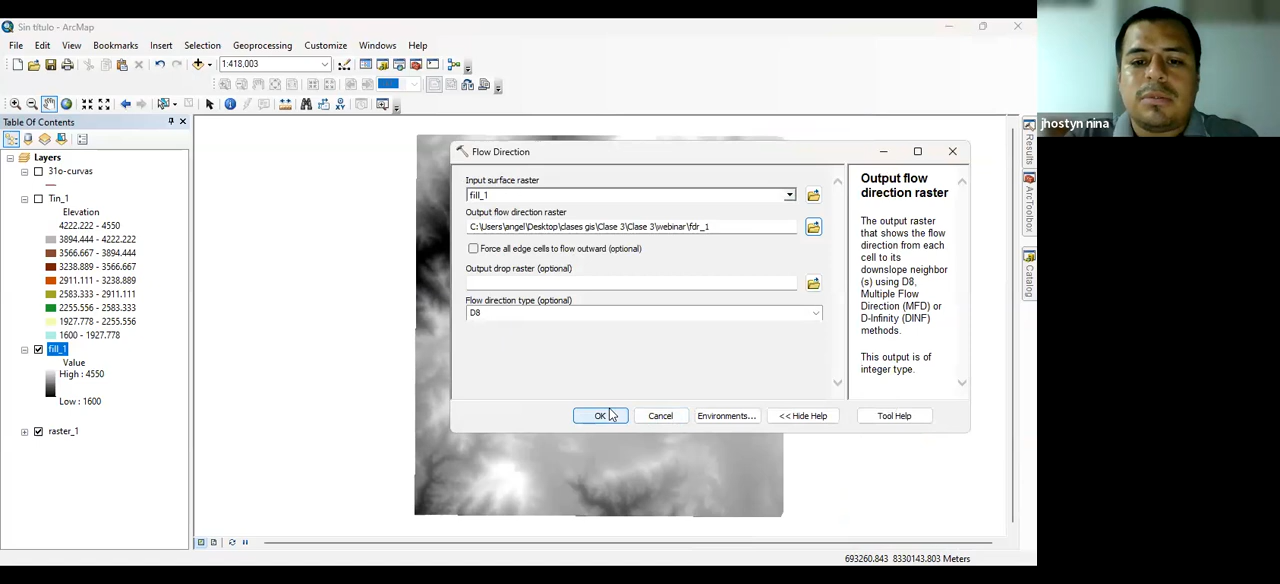 Sin título - ArcMap
File Edit View Bookmarks Insert Selection Geoprocessing Customize Windows Help
1:418,003
Table Of Contents
Layers
31o-curvas
Tin_1
Elevation
4222.222 - 4550
3894.444 - 4222.222
3566.667 - 3894.444
3238.889 - 3566.667
2911.111 - 3238.889
2583.333 - 2911.111
2255.556 - 2583.333
1927.778 - 2255.556
1600 - 1927.778
fill_1
Value
High : 4550
Low : 1600
raster_1
Flow Direction
Input surface raster
fill_1
Output flow direction raster
C:\Users\angel\Desktop\clases gis\Clase 3\Clase 3\webinar\fdr_1
Force all edge cells to flow outward (optional)
Output drop raster (optional)
Flow direction type (optional)
D8
OK Cancel Environments... << Hide Help Tool Help
Output flow
direction raster
The output raster
that shows the flow
direction from each
cell to its
downslope neighbor
(s) using D8,
Multiple Flow
Direction (MFD) or
D-Infinity (DINF)
methods.
This output is of
integer type.
Results
ArcToolbox
Catalog
jhostyn nina
693260.843 8330143.803 Meters